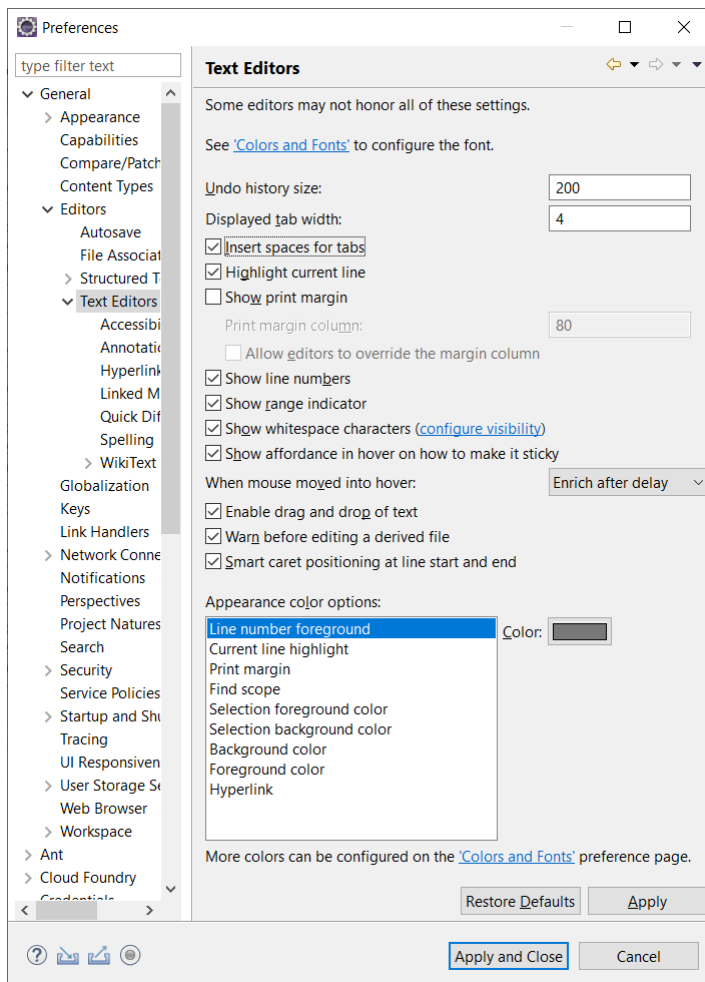 Preferences
type filter text
General
Appearance
Capabilities
Compare/Patch
Content Types
Editors
Autosave
File Associat
Structured T
Text Editors
Accessibi
Annotatio
Hyperlink
Linked M
Quick Dif
Spelling
WikiText
Globalization
Keys
Link Handlers
Network Conne
Notifications
Perspectives
Project Natures
Search
Security
Service Policies
Startup and Shu
Tracing
UI Responsiven
User Storage Se
Web Browser
Workspace
Ant
Cloud Foundry
Credentials
Text Editors
Some editors may not honor all of these settings.
See 'Colors and Fonts' to configure the font.
Undo history size: 200
Displayed tab width: 4
Insert spaces for tabs
Highlight current line
Show print margin
Print margin column: 80
Allow editors to override the margin column
Show line numbers
Show range indicator
Show whitespace characters (configure visibility)
Show affordance in hover on how to make it sticky
When mouse moved into hover: Enrich after delay
Enable drag and drop of text
Warn before editing a derived file
Smart caret positioning at line start and end
Appearance color options:
Line number foreground
Color:
Current line highlight
Print margin
Find scope
Selection foreground color
Selection background color
Background color
Foreground color
Hyperlink
More colors can be configured on the 'Colors and Fonts' preference page.
Restore Defaults Apply
Apply and Close Cancel